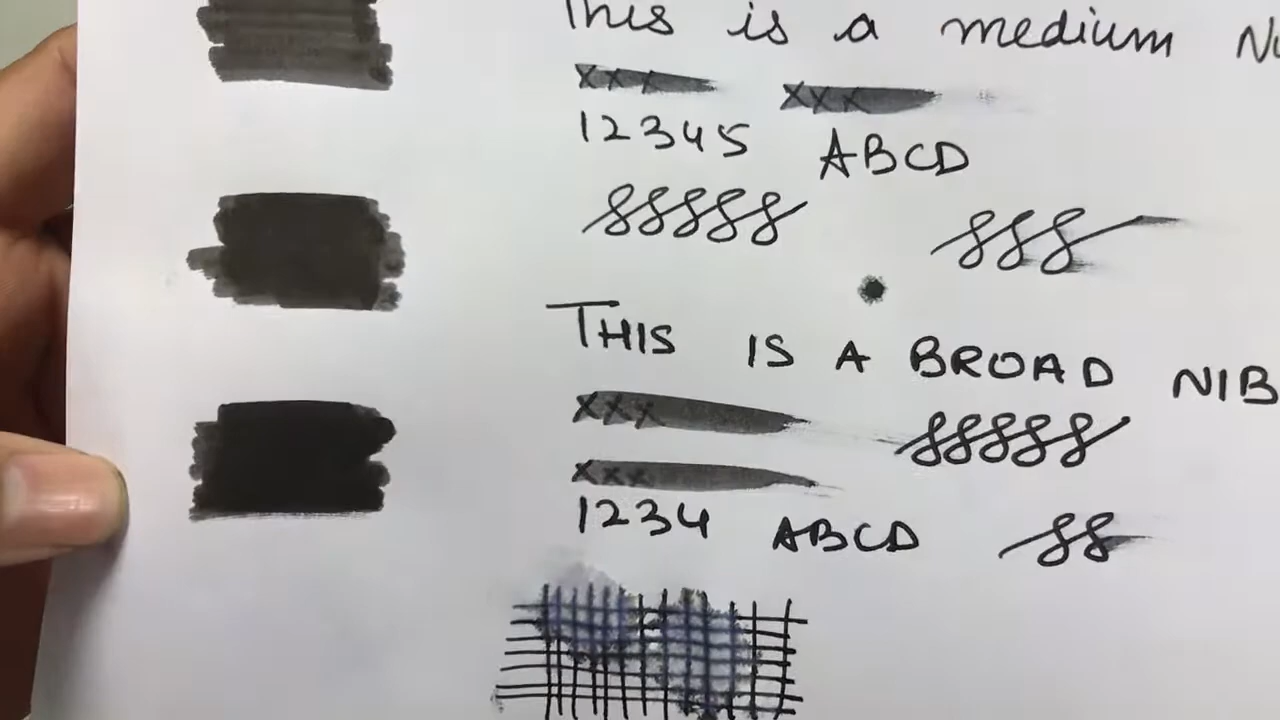 This is a medium
xxx xxx
12345 ABCD
THIS IS A BROAD NIB
xxx
xxx
1234 ABCD